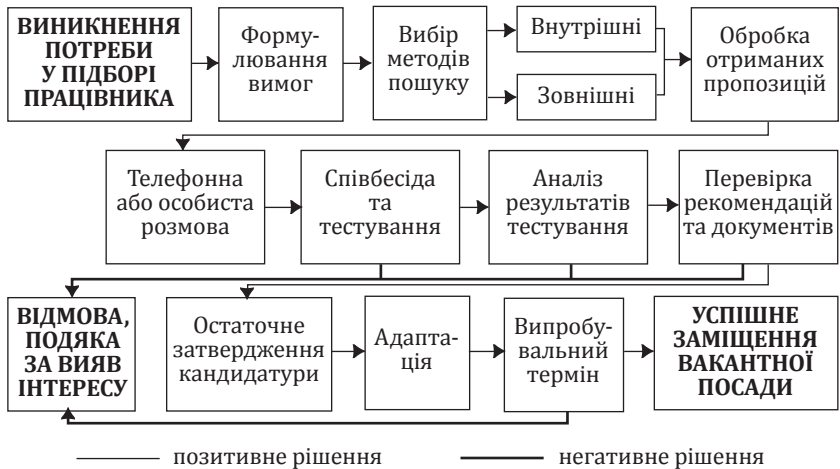 ВИНИКНЕННЯ
ПОТРЕБИ
У ПІДБОРІ
ПРАЦІВНИКА
Форму-
лювання
вимог
Вибір
методів
пошуку
Внутрішні
Зовнішні
Обробка
отриманих
пропозицій
Телефонна
або особиста
розмова
Співбесіда
та
тестування
Аналіз
результатів
тестування
Перевірка
рекомендацій
та документів
ВІДМОВА,
ПОДЯКА
ЗА ВИЯВ
ІНТЕРЕСУ
Остаточне
затвердження
кандидатури
Адапта-
ція
Випробу-
вальний
термін
УСПІШНЕ
ЗАМІЩЕННЯ
ВАКАНТНОЇ
ПОСАДИ
позитивне рішення
негативне рішення